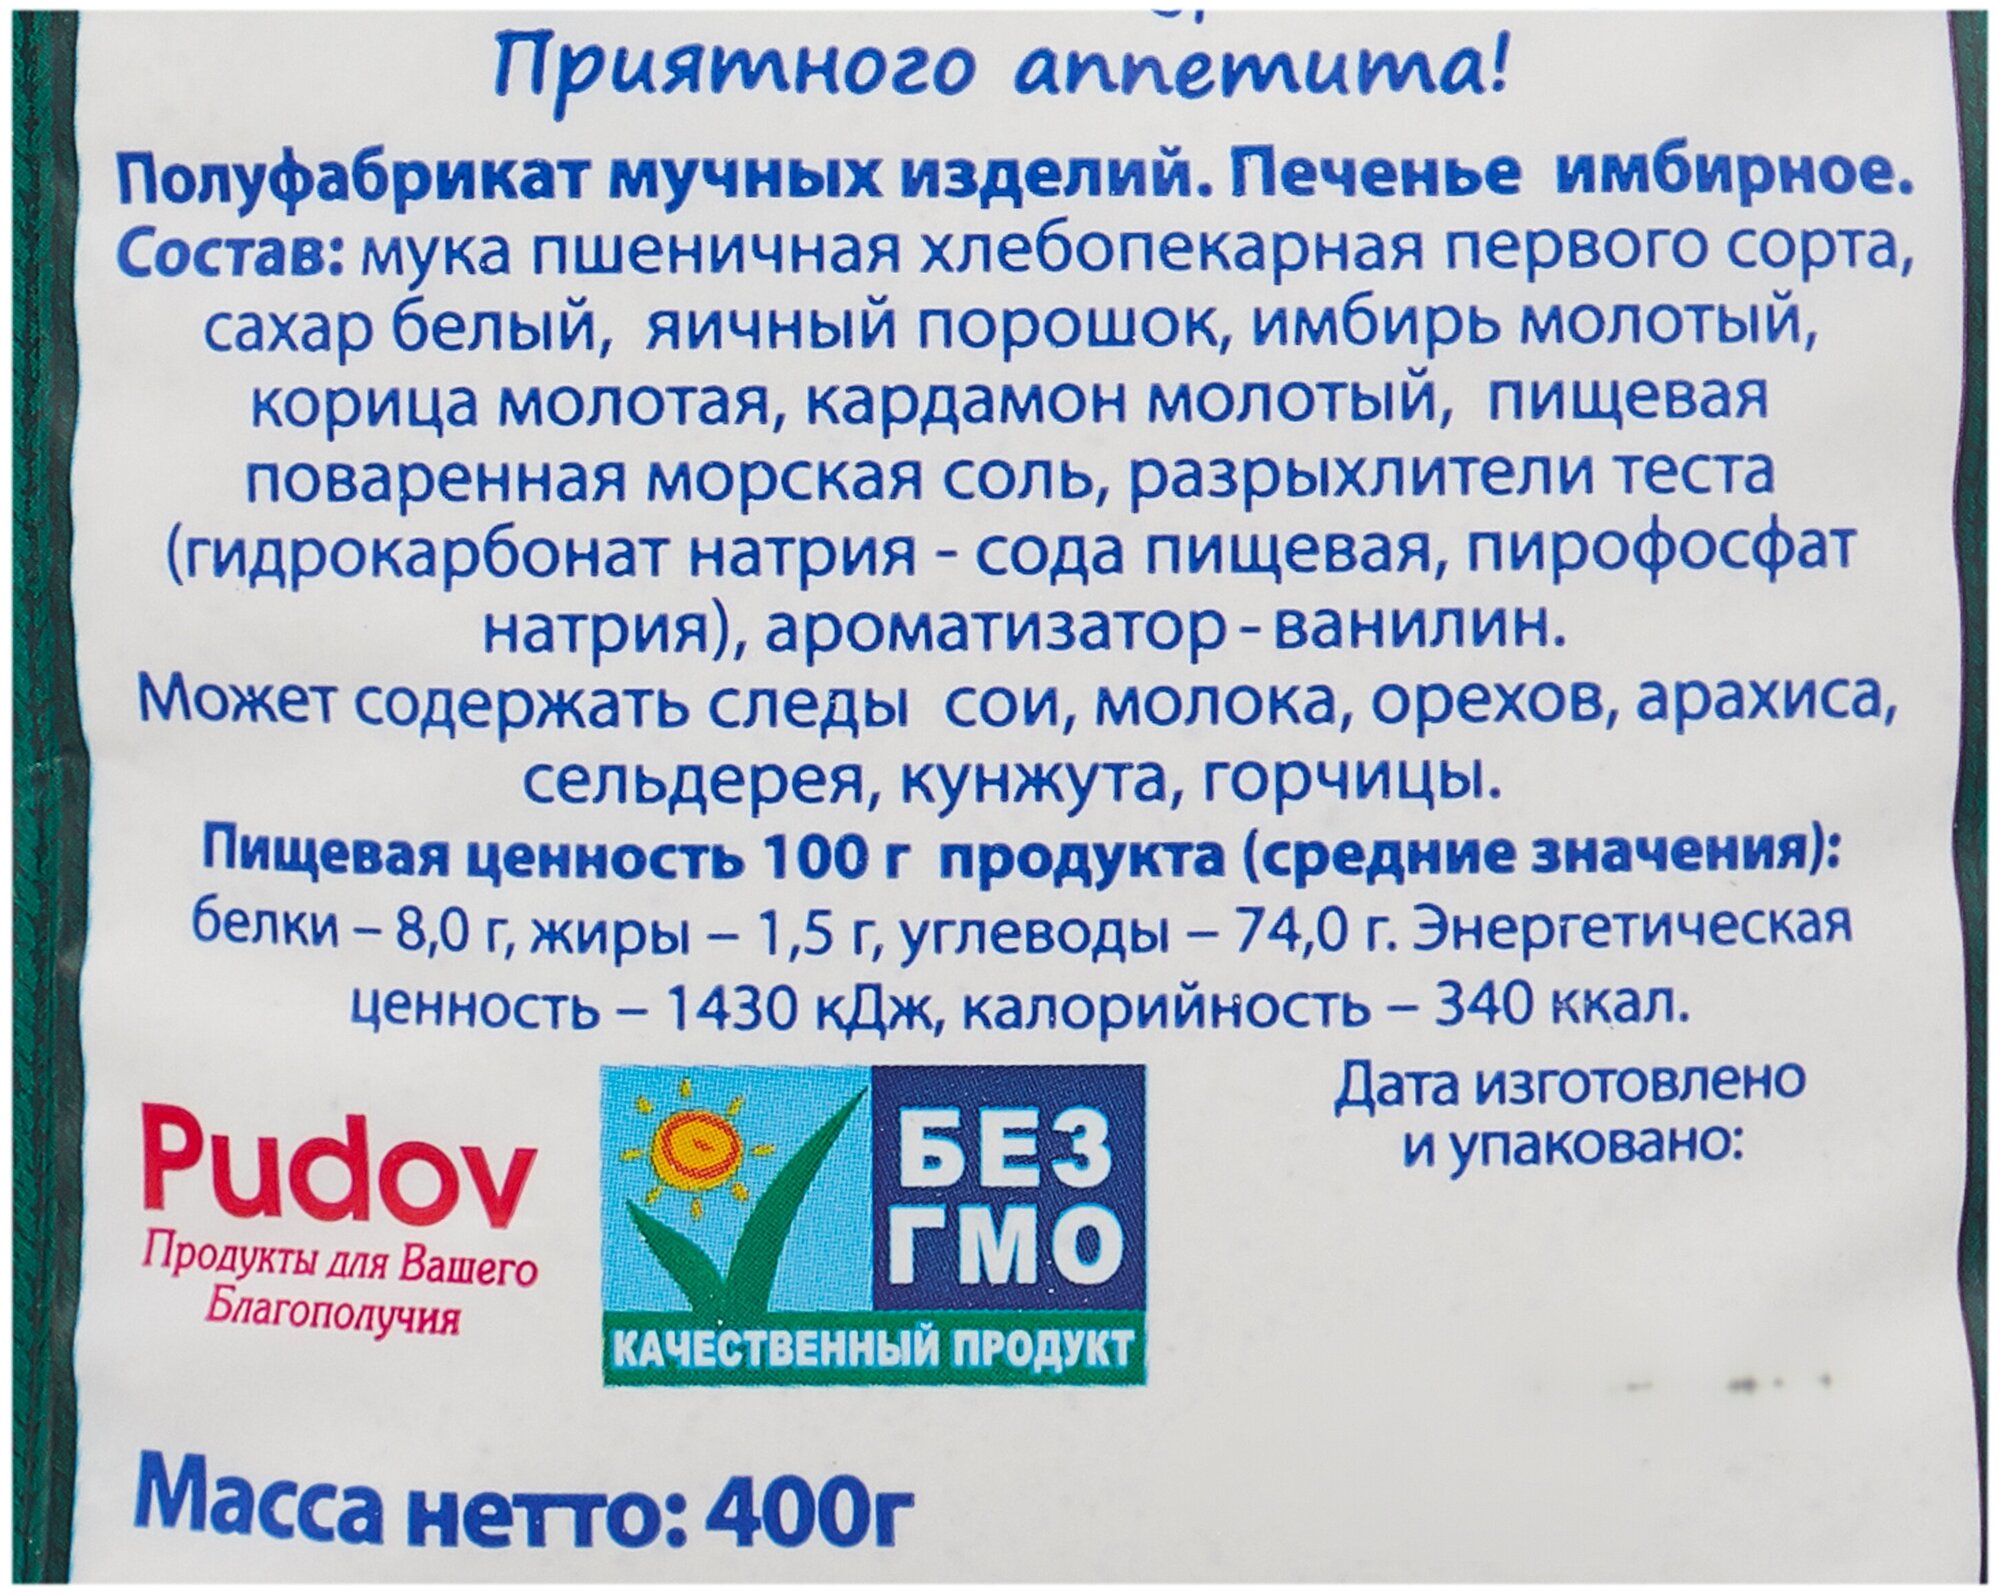 Приятного аппетита!
Полуфабрикат мучных изделий. Печенье имбирное.
Состав: мука пшеничная хлебопекарная первого сорта,
сахар белый, яичный порошок, имбирь молотый,
корица молотая, кардамон молотый, пищевая
поваренная морская соль, разрыхлители теста
(гидрокарбонат натрия - сода пищевая, пирофосфат
натрия), ароматизатор - ванилин.
Может содержать следы сои, молока, орехов, арахиса,
сельдерея, кунжута, горчицы.
Пищевая ценность 100 г продукта (средние значения):
белки – 8,0 г, жиры – 1,5 г, углеводы – 74,0 г. Энергетическая
ценность – 1430 кДж, калорийность – 340 ккал.
Дата изготовлено
и упаковано:
Pudov
Продукты для Вашего
Благополучия
БЕЗ
ГМО
КАЧЕСТВЕННЫЙ ПРОДУКТ
Масса нетто: 400г